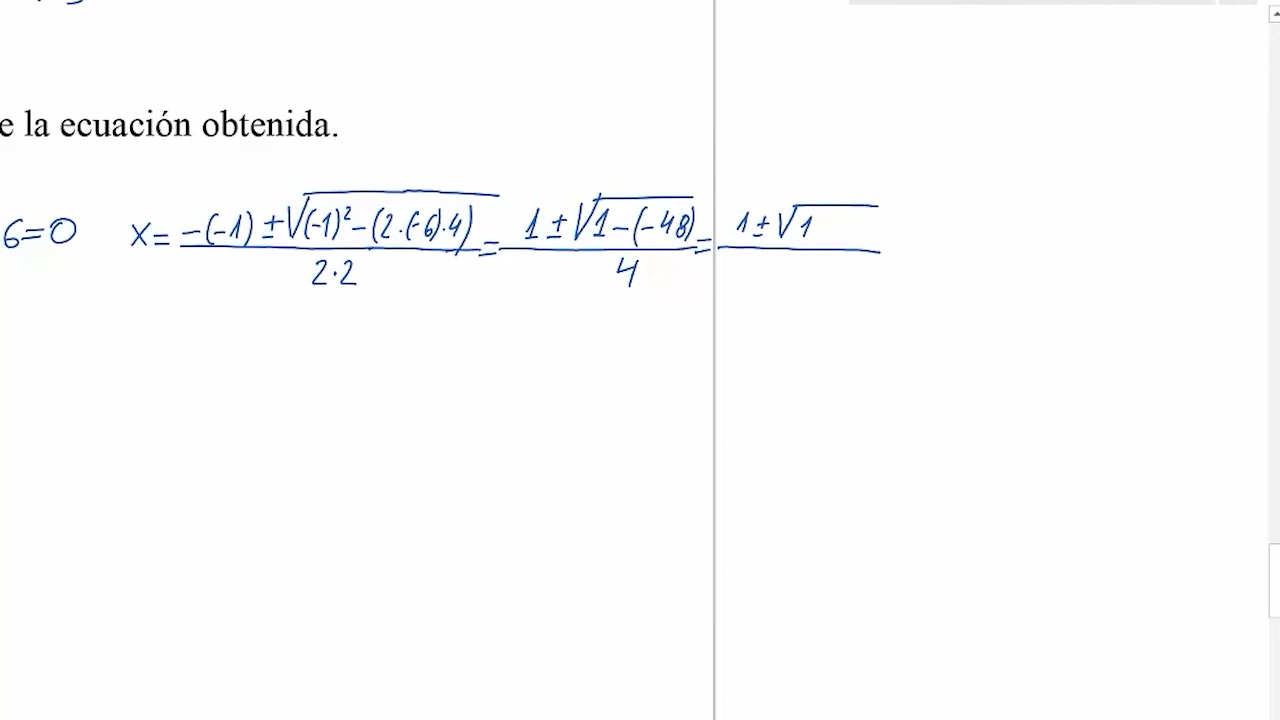 e la ecuación obtenida.
6=0 x= -(-1) ± √(-1)² - (2·(-6)·4) / 2·2 = 1 ± √1-(-48) / 4 = 1 ± √1